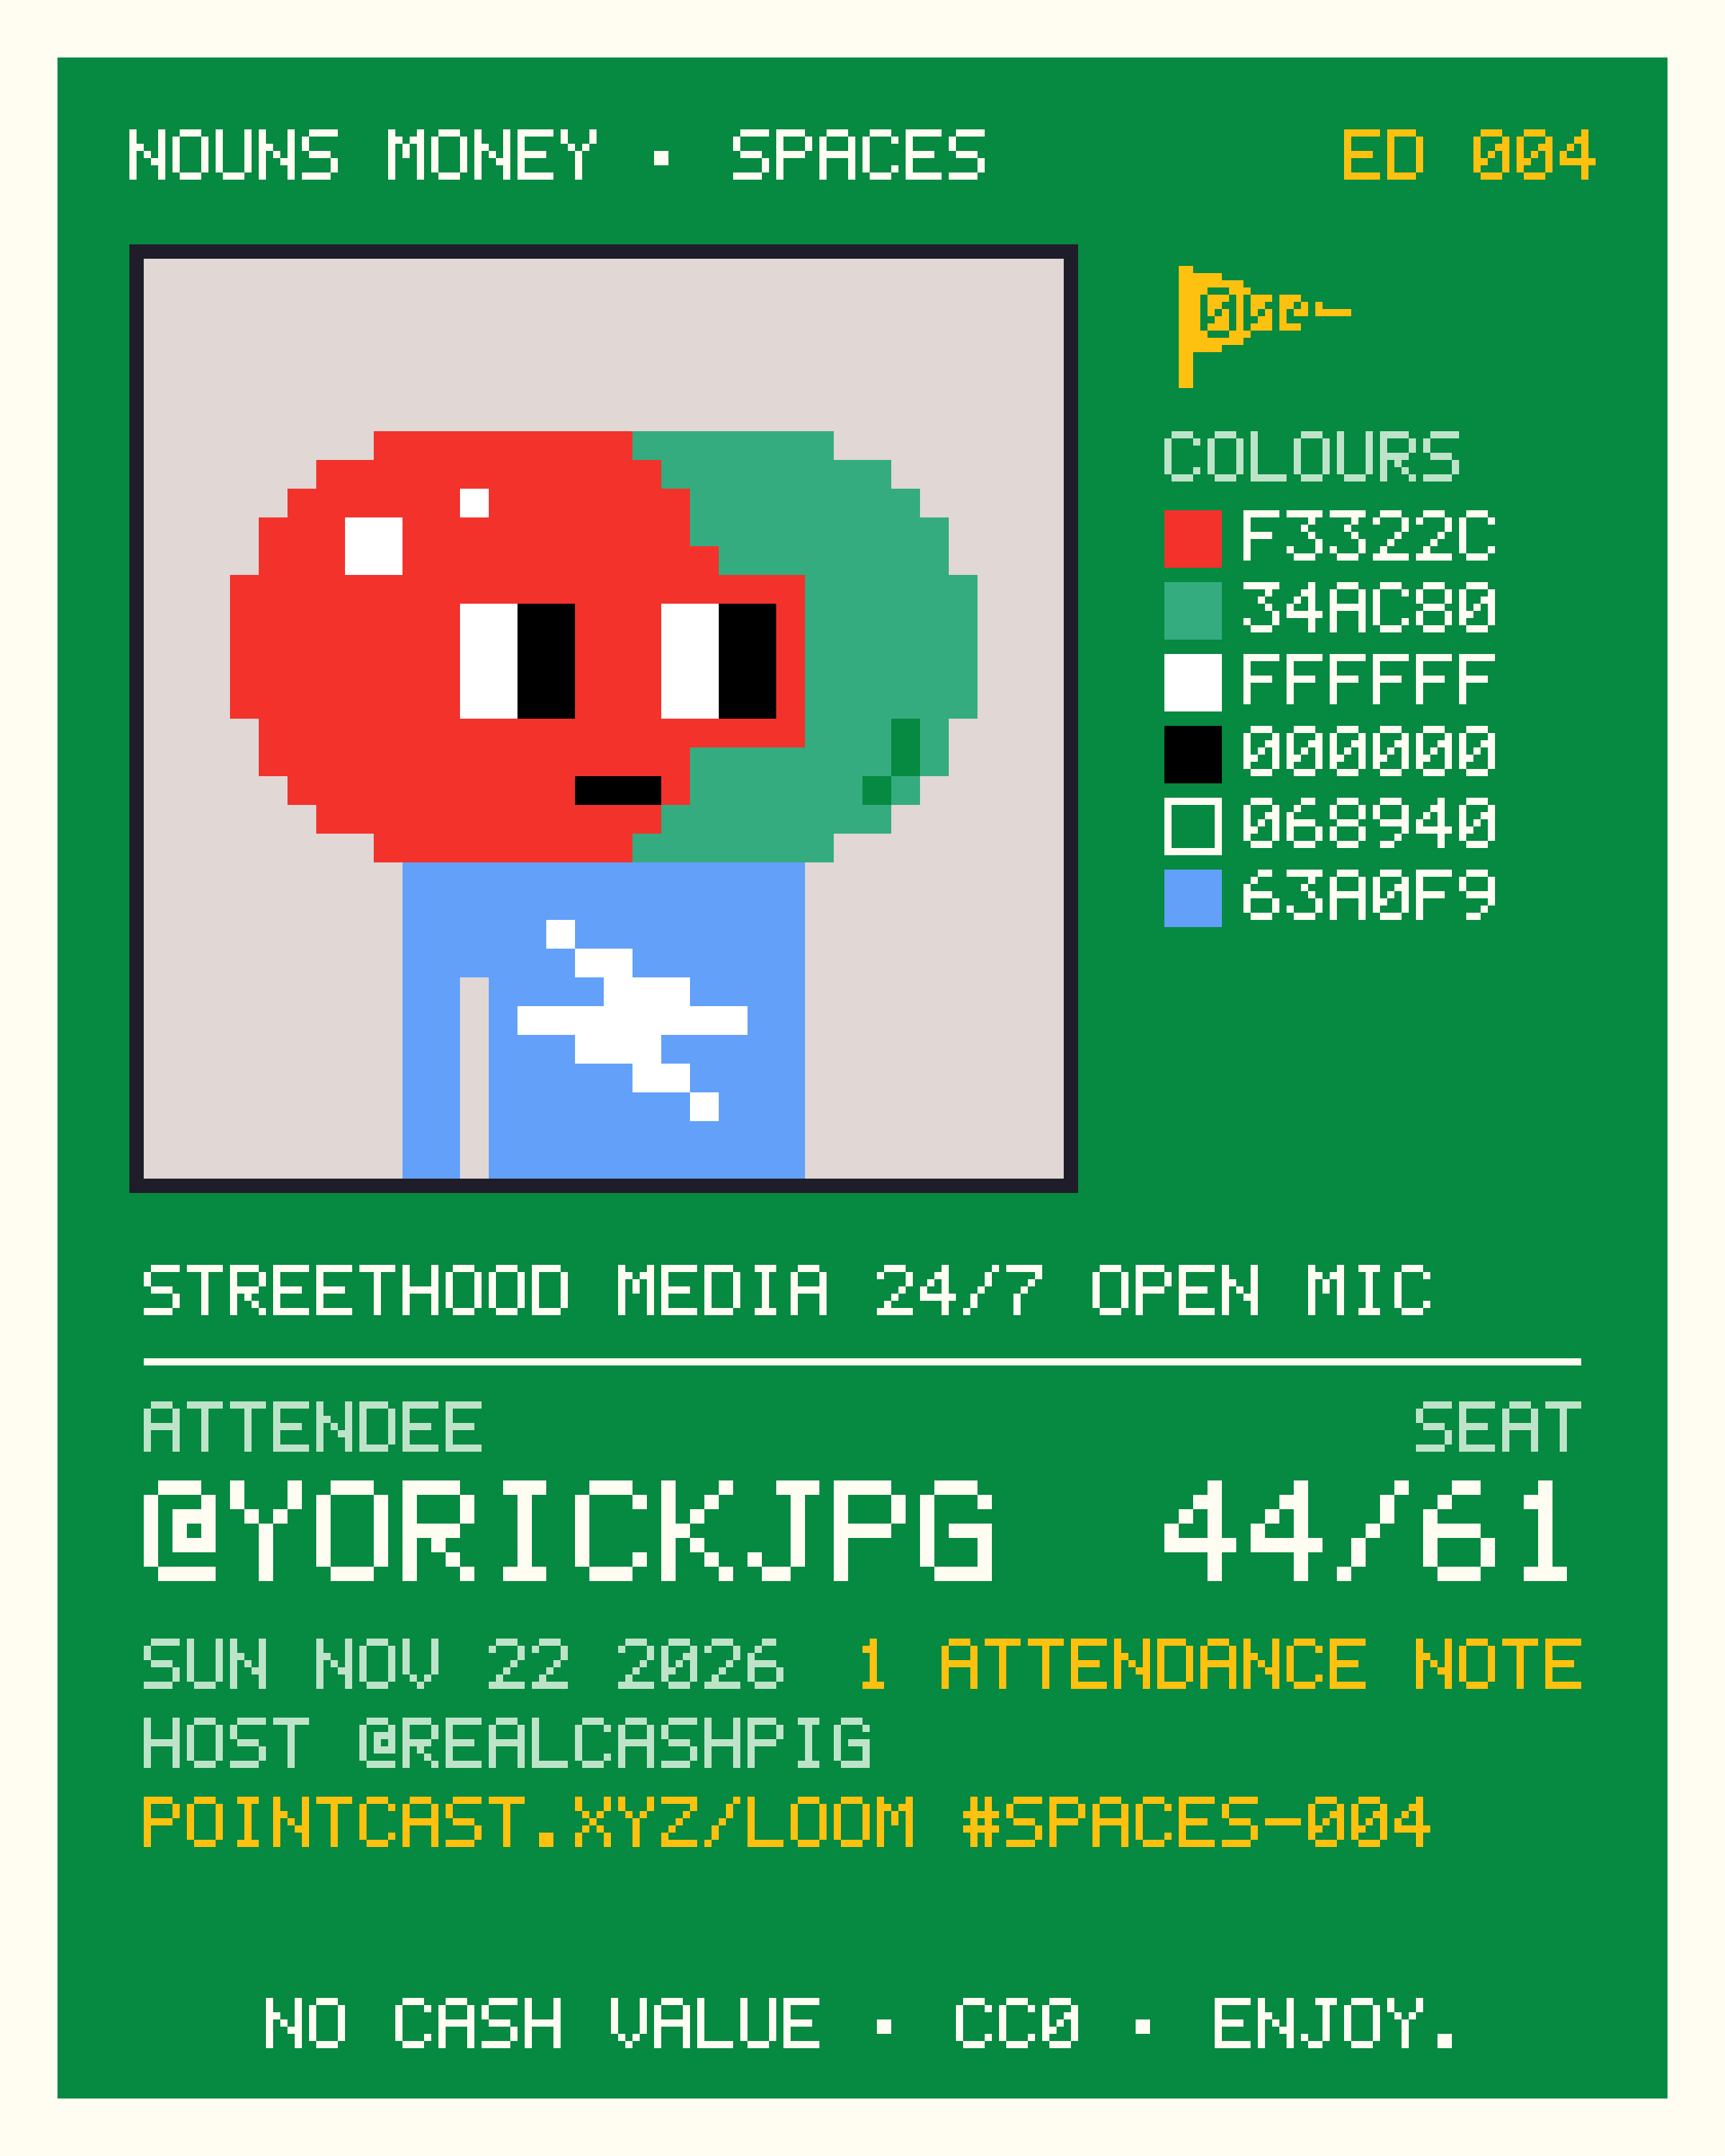 NOUNS MONEY · SPACES
ED 004
COLOURS
F3322C
34AC80
FFFFFF
000000
068940
63A0F9
STREETHOOD MEDIA 24/7 OPEN MIC
ATTENDEE
SEAT
@YORICKJPG
44/61
SUN NOV 22 2026
1 ATTENDANCE NOTE
HOST @REALCASHPIG
POINTCAST.XYZ/LOOM #SPACES-004
NO CASH VALUE · CC0 · ENJOY.